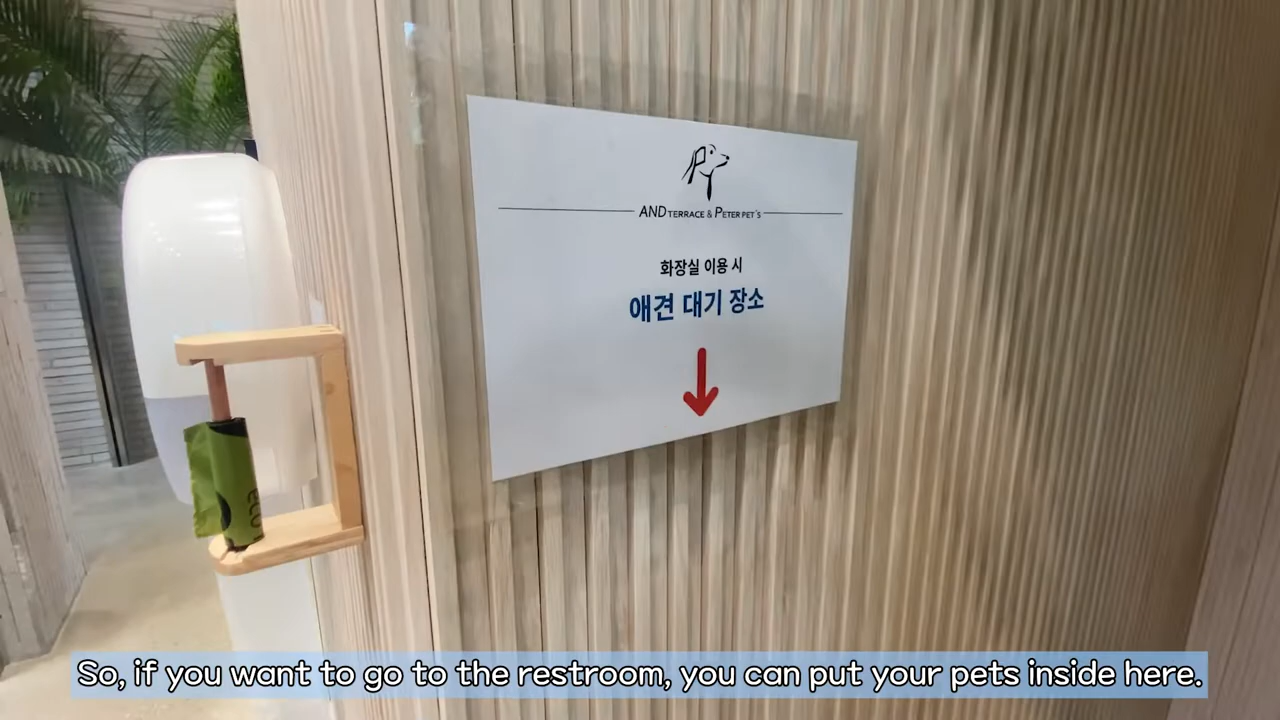 AND TERRACE & PETER PET'S
화장실 이용 시
애견 대기 장소
eco
So, if you want to go to the restroom, you can put your pets inside here.